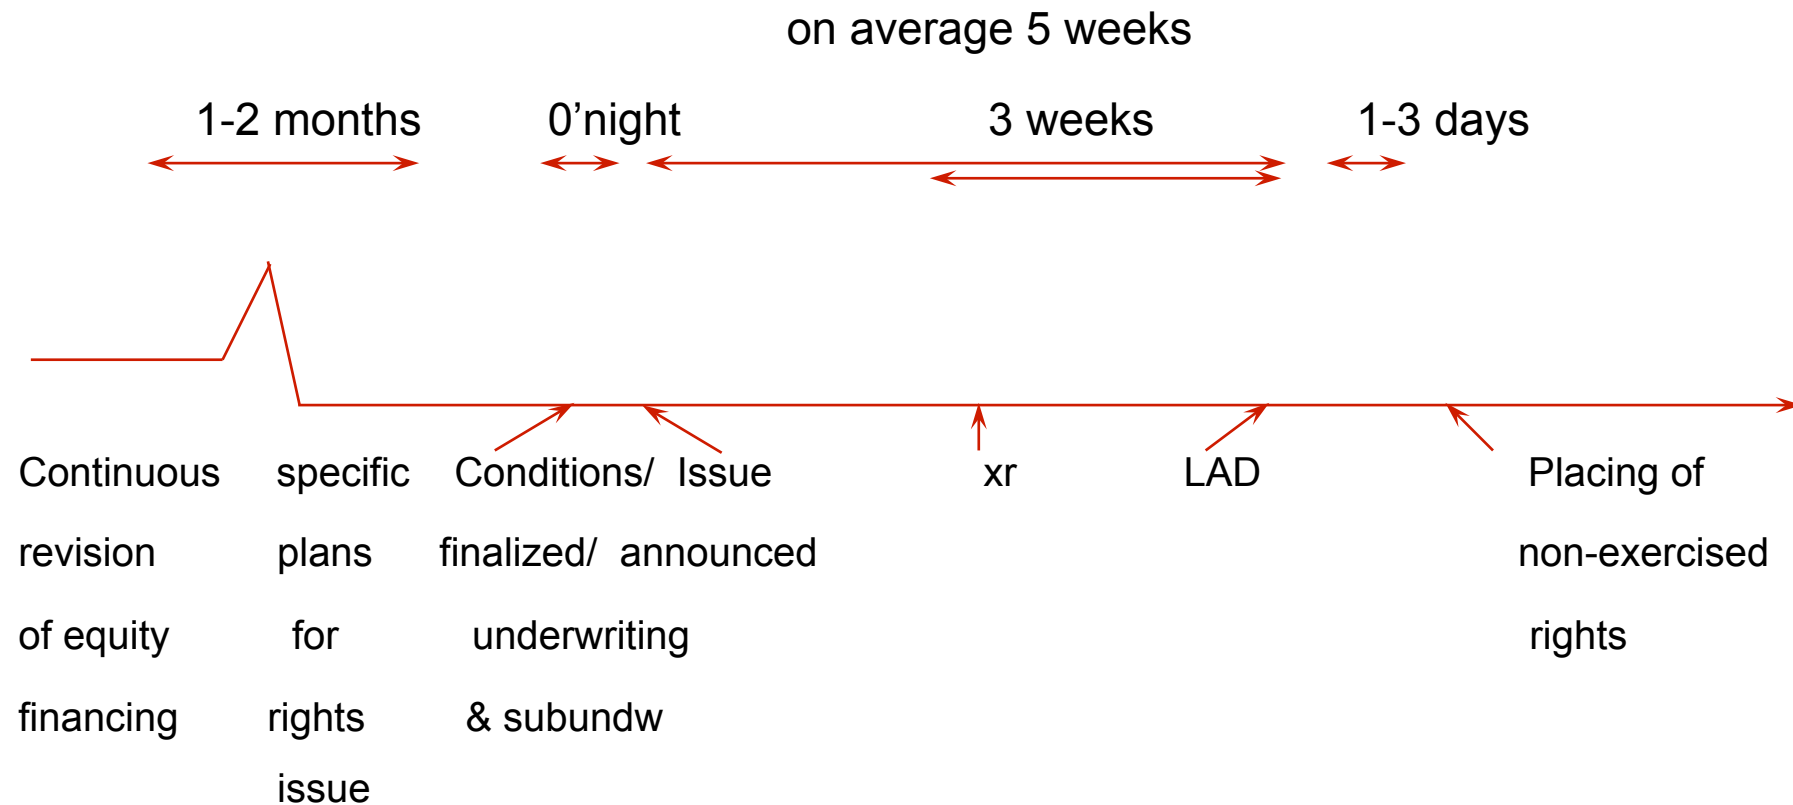 on average 5 weeks
1-2 months 0’night 3 weeks 1-3 days
Continuous specific Conditions/ Issue xr LAD Placing of
revision plans finalized/ announced non-exercised
of equity for underwriting rights
financing rights & subundw
issue